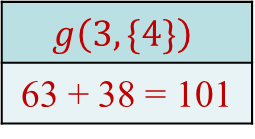 g(3,{4})
63 + 38 = 101